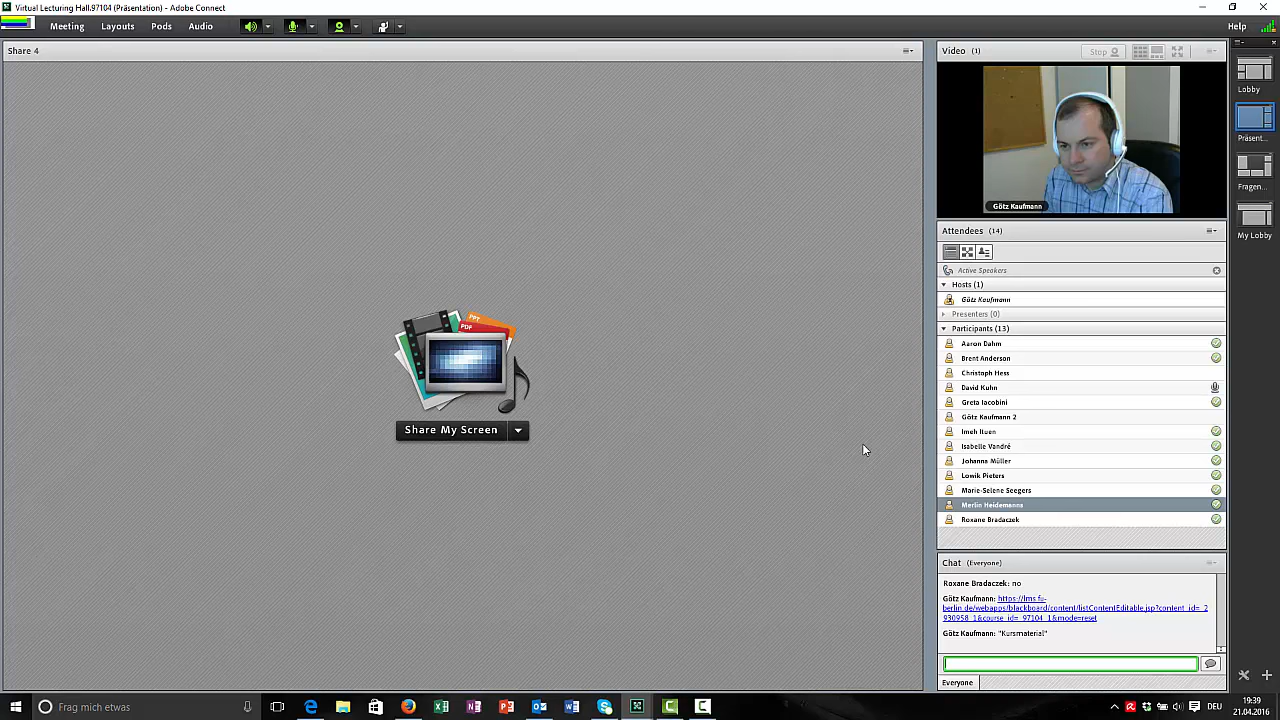 Virtual Lecturing Hall.97104 (Präsentation) - Adobe Connect
Meeting Layouts Pods Audio
Help
Share 4
PPT
PDF
Share My Screen
Video (1)
Stop
Götz Kaufmann
Attendees (14)
Active Speakers
Hosts (1)
Götz Kaufmann
Presenters (0)
Participants (13)
Aaron Dahm
Brent Anderson
Christoph Hess
David Kuhn
Greta Iacobini
Götz Kaufmann 2
Imeh Ituen
Isabelle Vandré
Johanna Müller
Lowik Pieters
Marie-Selene Seegers
Merlin Heidemanns
Roxane Bradaczek
Chat (Everyone)
Roxane Bradaczek: no
Götz Kaufmann: https://lms.fu-
berlin.de/webapps/blackboard/content/listContentEditable.jsp?content_id=_2
930958_1&course_id=_97104_1&mode=reset
Götz Kaufmann: "Kursmaterial"
Everyone
Lobby
Präsent...
Fragen...
My Lobby
Frag mich etwas
DEU
19:39
21.04.2016